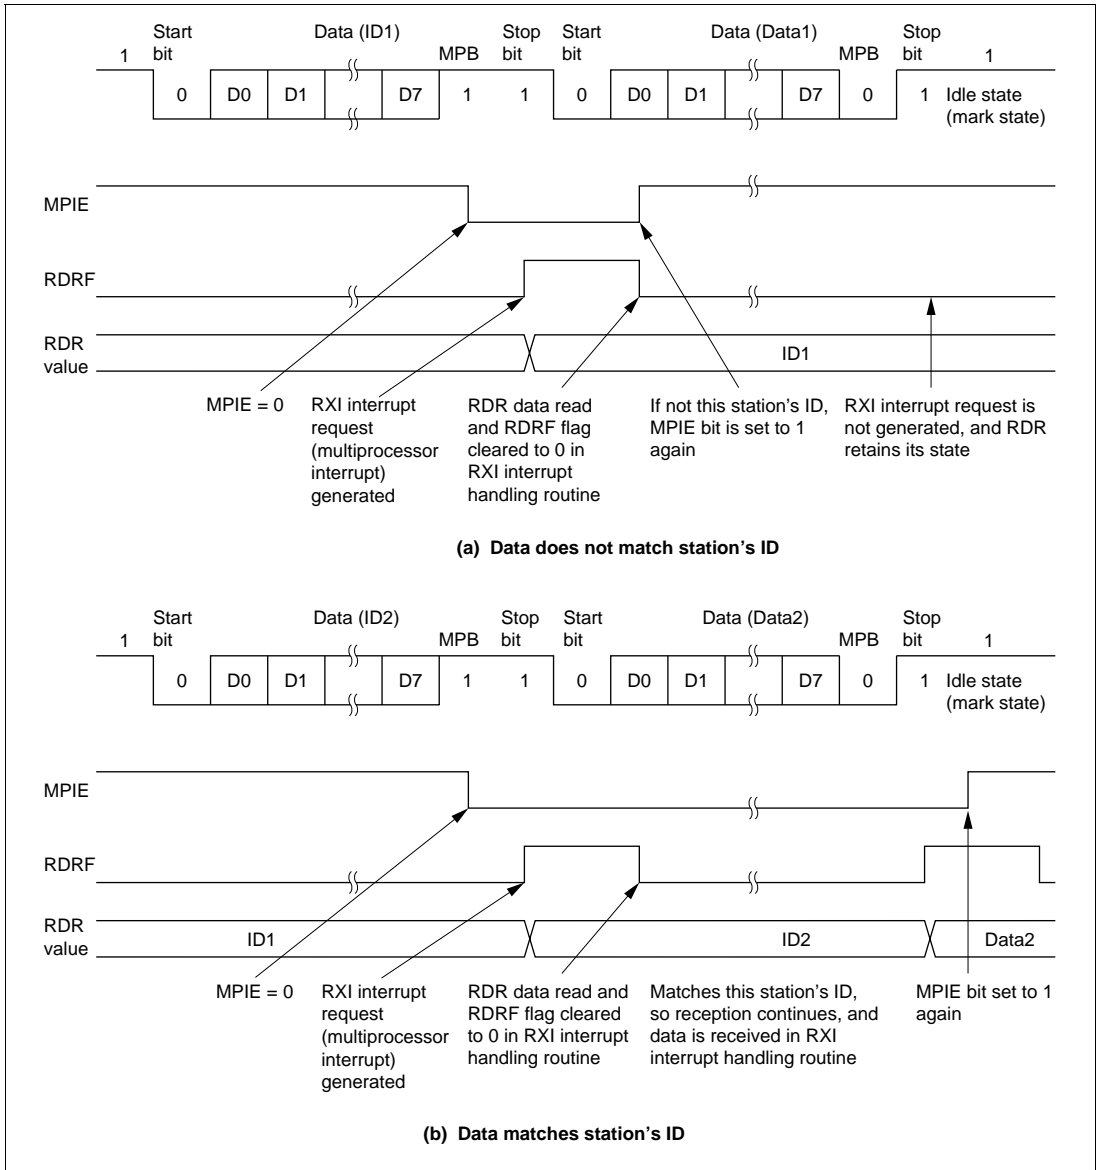 Start bit
Data (ID1)
Stop bit
Start bit
Data (Data1)
Stop bit
1
MPB
MPB
1
0
D0
D1
D7
1
1
0
D0
D1
D7
0
1
Idle state
(mark state)
MPIE
RDRF
RDR
value
ID1
MPIE = 0
RXI interrupt
request
(multiprocessor
interrupt)
generated
RDR data read
and RDRF flag
cleared to 0 in
RXI interrupt
handling routine
If not this station's ID,
MPIE bit is set to 1
again
RXI interrupt request is
not generated, and RDR
retains its state
(a) Data does not match station's ID
Start bit
Data (ID2)
Stop bit
Start bit
Data (Data2)
Stop bit
1
MPB
MPB
1
0
D0
D1
D7
1
1
0
D0
D1
D7
0
1
Idle state
(mark state)
MPIE
RDRF
RDR
value
ID1
ID2
Data2
MPIE = 0
RXI interrupt
request
(multiprocessor
interrupt)
generated
RDR data read and
RDRF flag cleared
to 0 in RXI interrupt
handling routine
Matches this station's ID,
so reception continues, and
data is received in RXI
interrupt handling routine
MPIE bit set to 1
again
(b) Data matches station's ID